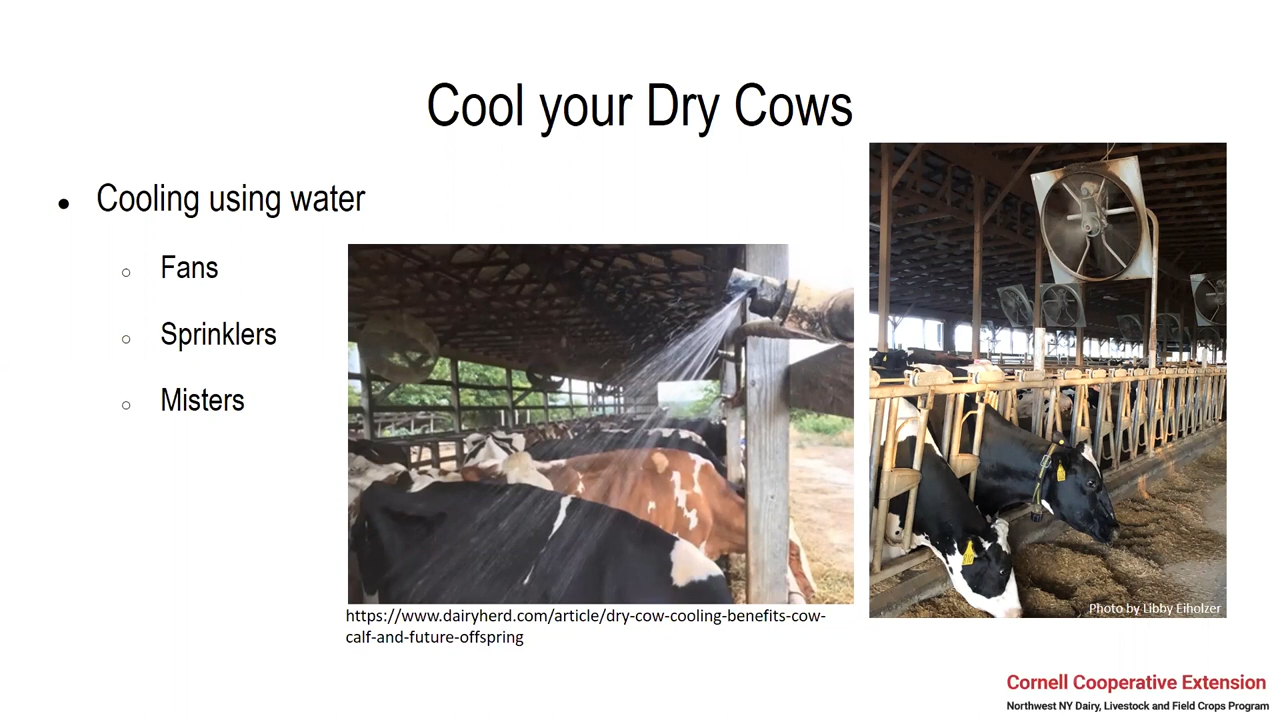 Cool your Dry Cows
● Cooling using water
○ Fans
○ Sprinklers
○ Misters
https://www.dairyherd.com/article/dry-cow-cooling-benefits-cow-
calf-and-future-offspring
Photo by Libby Eiholzer
Cornell Cooperative Extension
Northwest NY Dairy, Livestock and Field Crops Program